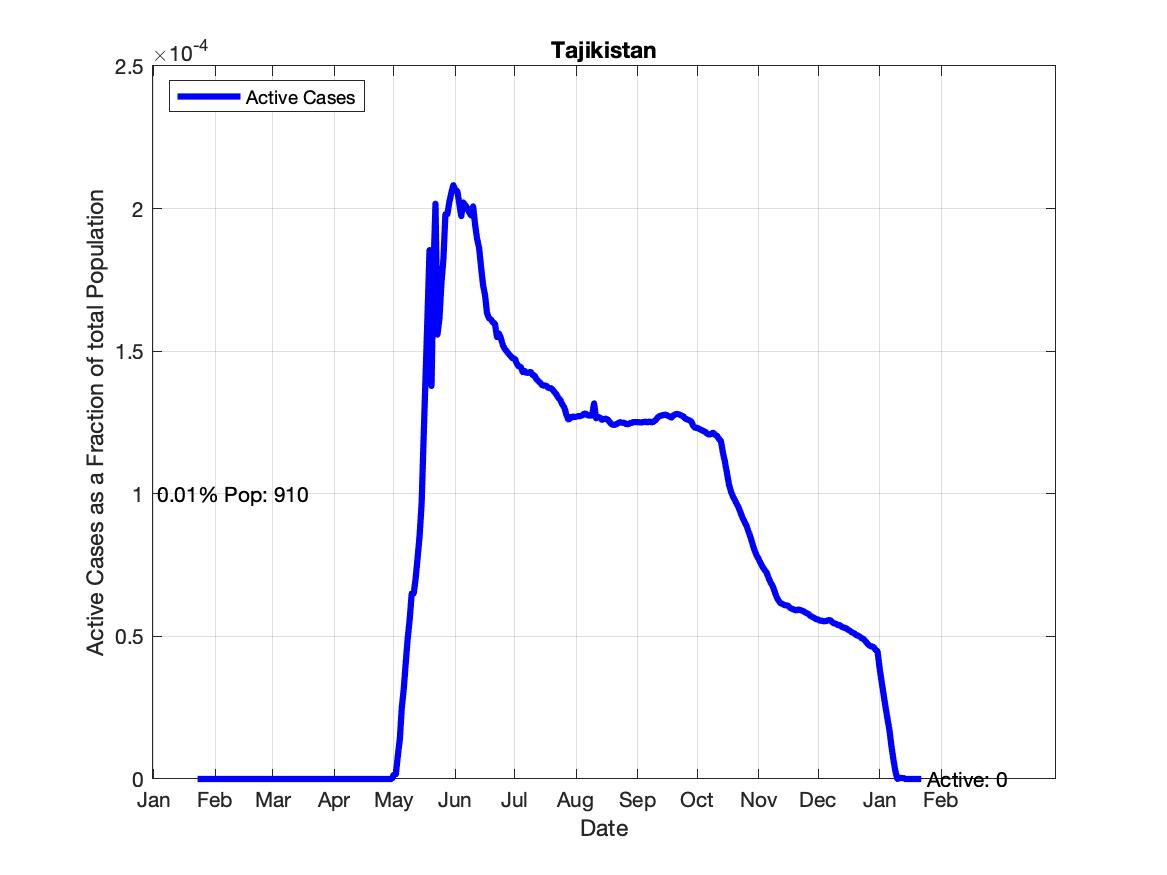 Tajikistan
×10-4
2.5
2
1.5
1
0.5
0
Active Cases
0.01% Pop: 910
Active: 0
Active Cases as a Fraction of total Population
Jan Feb Mar Apr May Jun Jul Aug Sep Oct Nov Dec Jan Feb
Date